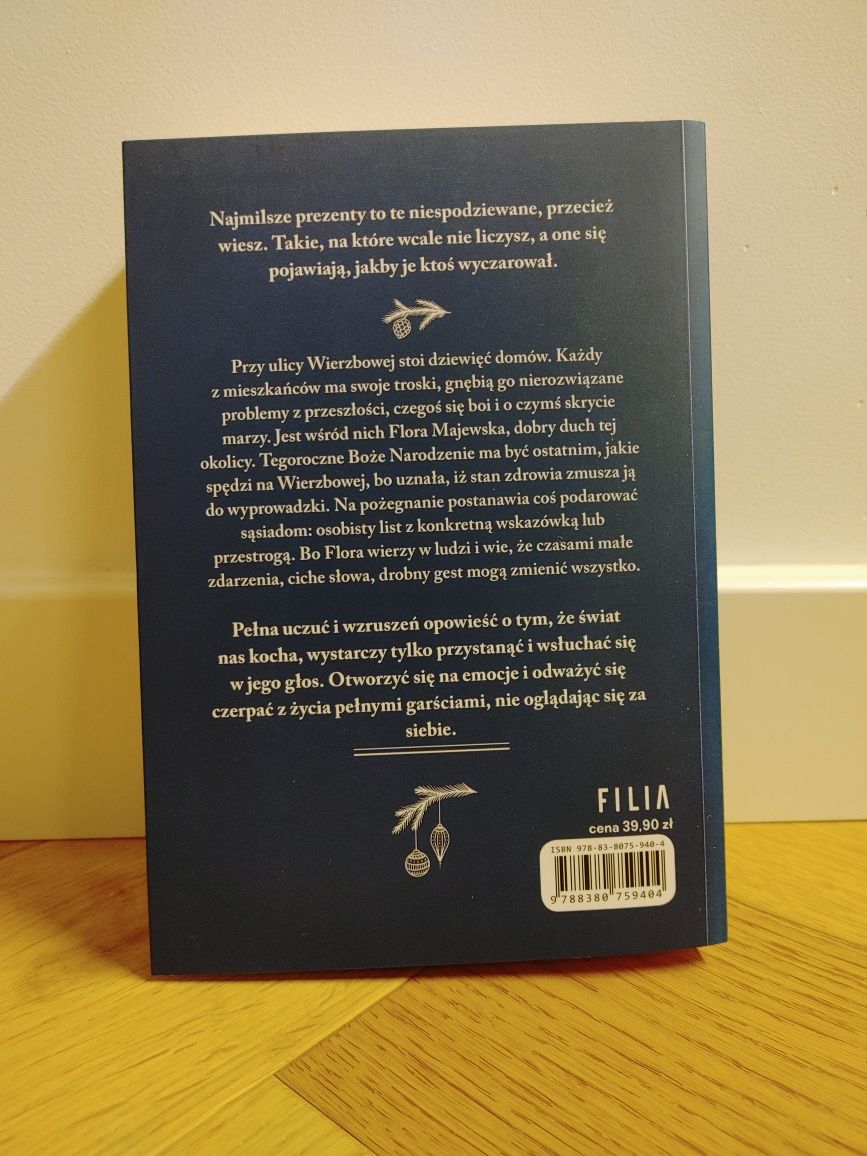 Najmilsze prezenty to te niespodziewane, przecież
wiesz. Takie, na które wcale nie liczysz, a one się
pojawiają, jakby je ktoś wyczarował.
Przy ulicy Wierzbowej stoi dziewięć domów. Każdy
z mieszkańców ma swoje troski, gnębią go nierozwiązane
problemy z przeszłości, czegoś się boi i o czymś skrycie
marzy. Jest wśród nich Flora Majewska, dobry duch tej
okolicy. Tegoroczne Boże Narodzenie ma być ostatnim, jakie
spędzi na Wierzbowej, bo uznała, iż stan zdrowia zmusza ją
do wyprowadzki. Na pożegnanie postanawia coś podarować
sąsiadom: osobisty list z konkretną wskazówką lub
przestrogą. Bo Flora wierzy w ludzi i wie, że czasami małe
zdarzenia, ciche słowa, drobny gest mogą zmienić wszystko.
Pełna uczuć i wzruszeń opowieść o tym, że świat
nas kocha, wystarczy tylko przystanąć i wsłuchać się
w jego głos. Otworzyć się na emocje i odważyć się
czerpać z życia pełnymi garściami, nie oglądając się za
siebie.
FILIA
cena 39,90 zł
ISBN 978-83-8075-940-4
9 788380 759404